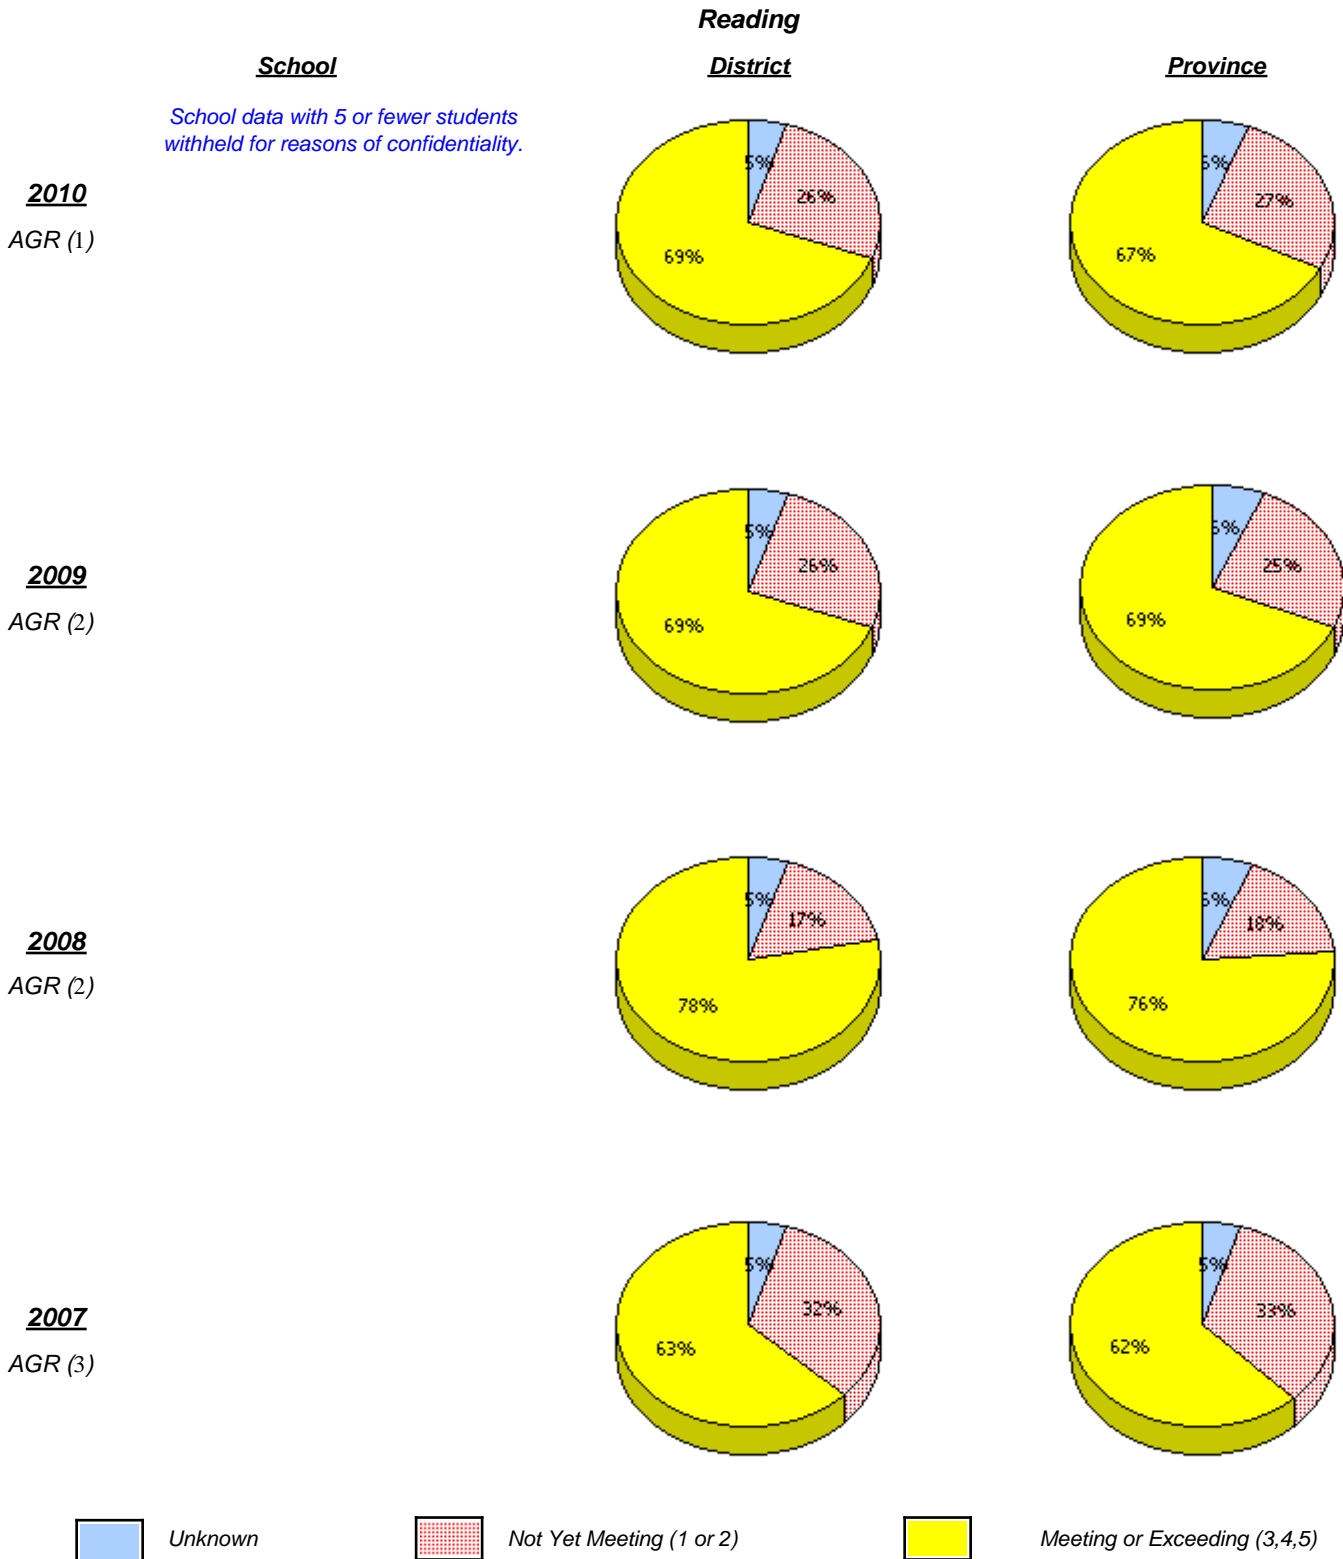 Reading
School
District
Province
School data with 5 or fewer students
withheld for reasons of confidentiality.
2010
AGR (1)
5%
26%
69%
6%
27%
67%
2009
AGR (2)
5%
26%
69%
6%
25%
69%
2008
AGR (2)
5%
17%
78%
6%
18%
76%
2007
AGR (3)
5%
32%
63%
5%
33%
62%
Unknown
Not Yet Meeting (1 or 2)
Meeting or Exceeding (3,4,5)